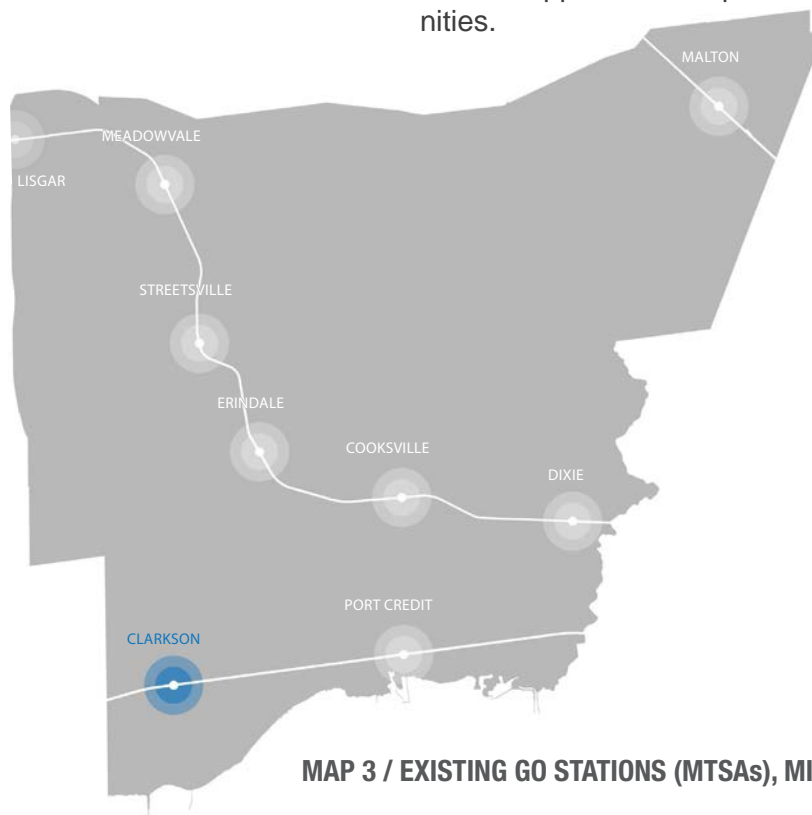 nities.
MALTON
MEADOWVALE
LISGAR
STREETSVILLE
ERINDALE
COOKSVILLE
DIXIE
PORT CREDIT
CLARKSON
MAP 3 / EXISTING GO STATIONS (MTSAs), MI